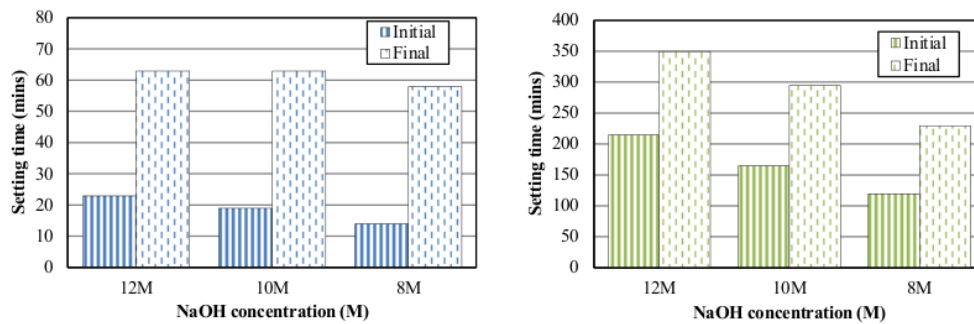 80
70
60
50
40
30
20
10
0
Setting time (mins)
Initial
Final
12M
10M
8M
NaOH concentration (M)
400
350
300
250
200
150
100
50
0
Setting time (mins)
Initial
Final
12M
10M
8M
NaOH concentration (M)